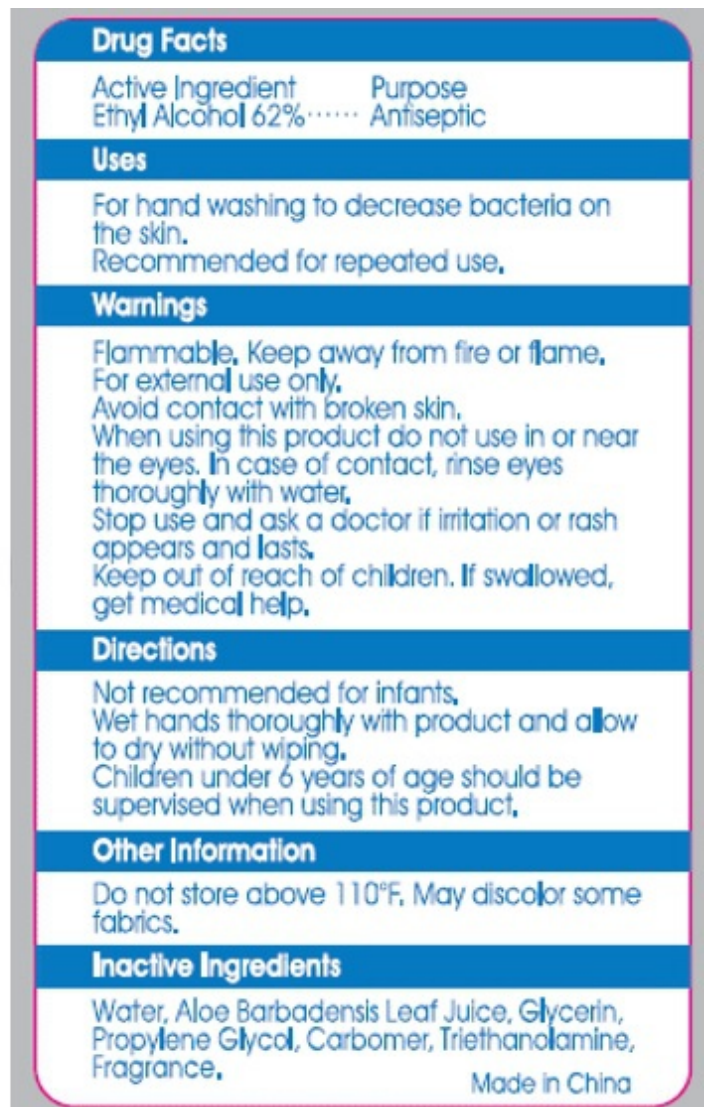 Drug Facts
Active Ingredient Purpose
Ethyl Alcohol 62%······ Antiseptic
Uses
For hand washing to decrease bacteria on
the skin.
Recommended for repeated use.
Warnings
Flammable. Keep away from fire or flame.
For external use only.
Avoid contact with broken skin.
When using this product do not use in or near
the eyes. In case of contact, rinse eyes
thoroughly with water.
Stop use and ask a doctor if irritation or rash
appears and lasts.
Keep out of reach of children. If swallowed,
get medical help.
Directions
Not recommended for infants.
Wet hands thoroughly with product and allow
to dry without wiping.
Children under 6 years of age should be
supervised when using this product.
Other Information
Do not store above 110°F. May discolor some
fabrics.
Inactive Ingredients
Water, Aloe Barbadensis Leaf Juice, Glycerin,
Propylene Glycol, Carbomer, Triethanolamine,
Fragrance.
Made in China